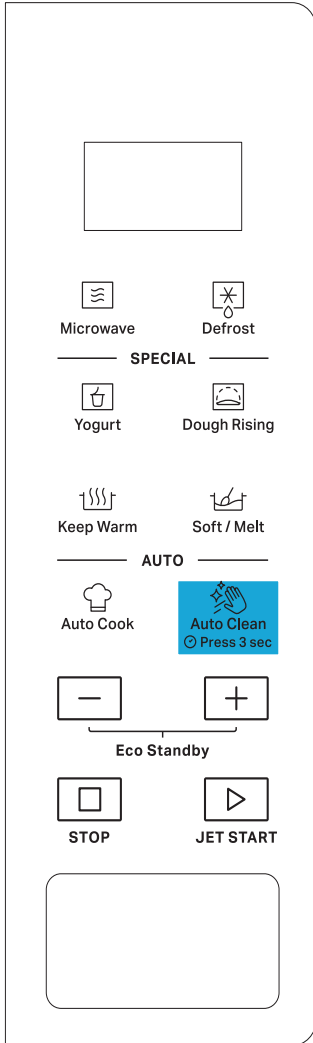 Microwave Defrost
SPECIAL
Yogurt Dough Rising
Keep Warm Soft / Melt
AUTO
Auto Cook Auto Clean
Press 3 sec
Eco Standby
STOP JET START